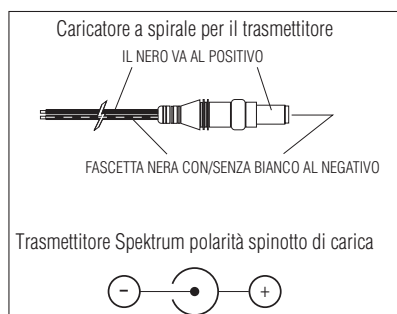 Caricatore a spirale per il trasmettitore
IL NERO VA AL POSITIVO
FASCETTA NERA CON/SENZA BIANCO AL NEGATIVO
Trasmettitore Spektrum polarità spinotto di carica
− +